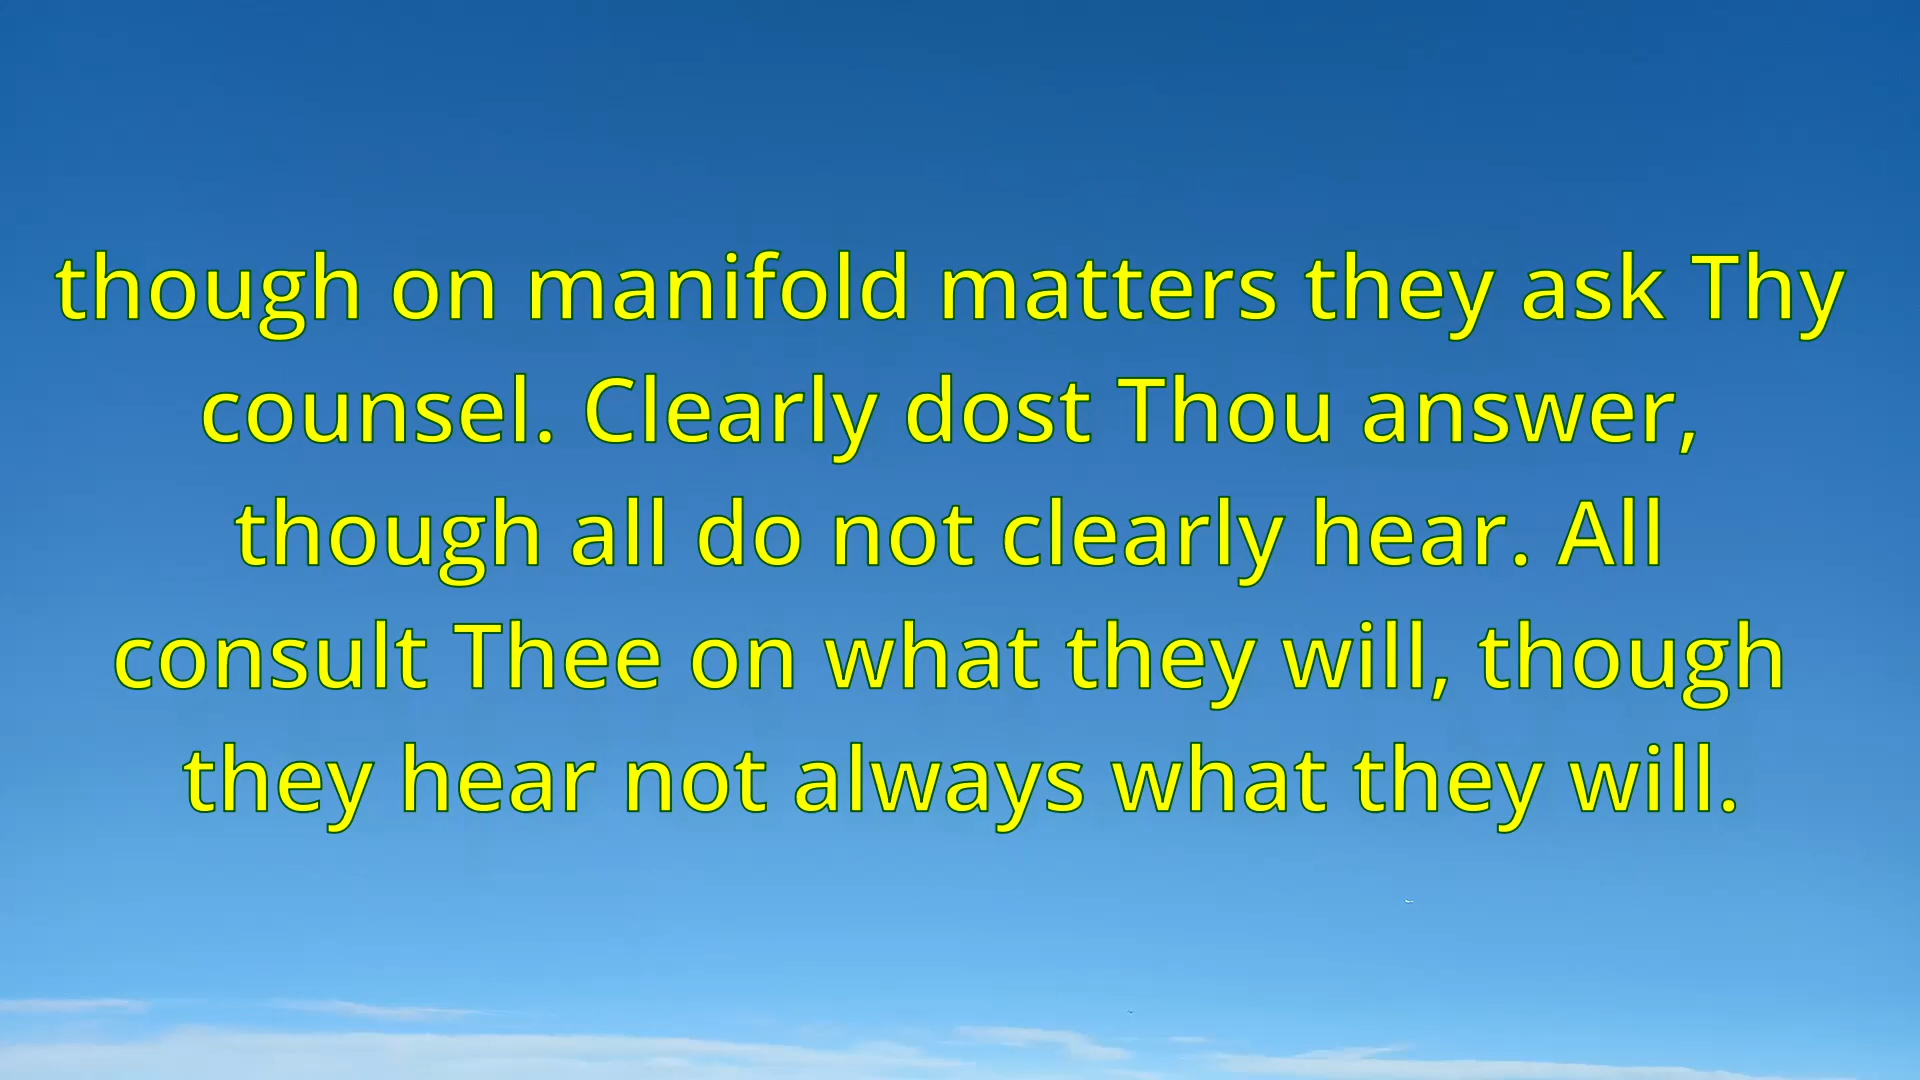 though on manifold matters they ask Thy
counsel. Clearly dost Thou answer,
though all do not clearly hear. All
consult Thee on what they will, though
they hear not always what they will.